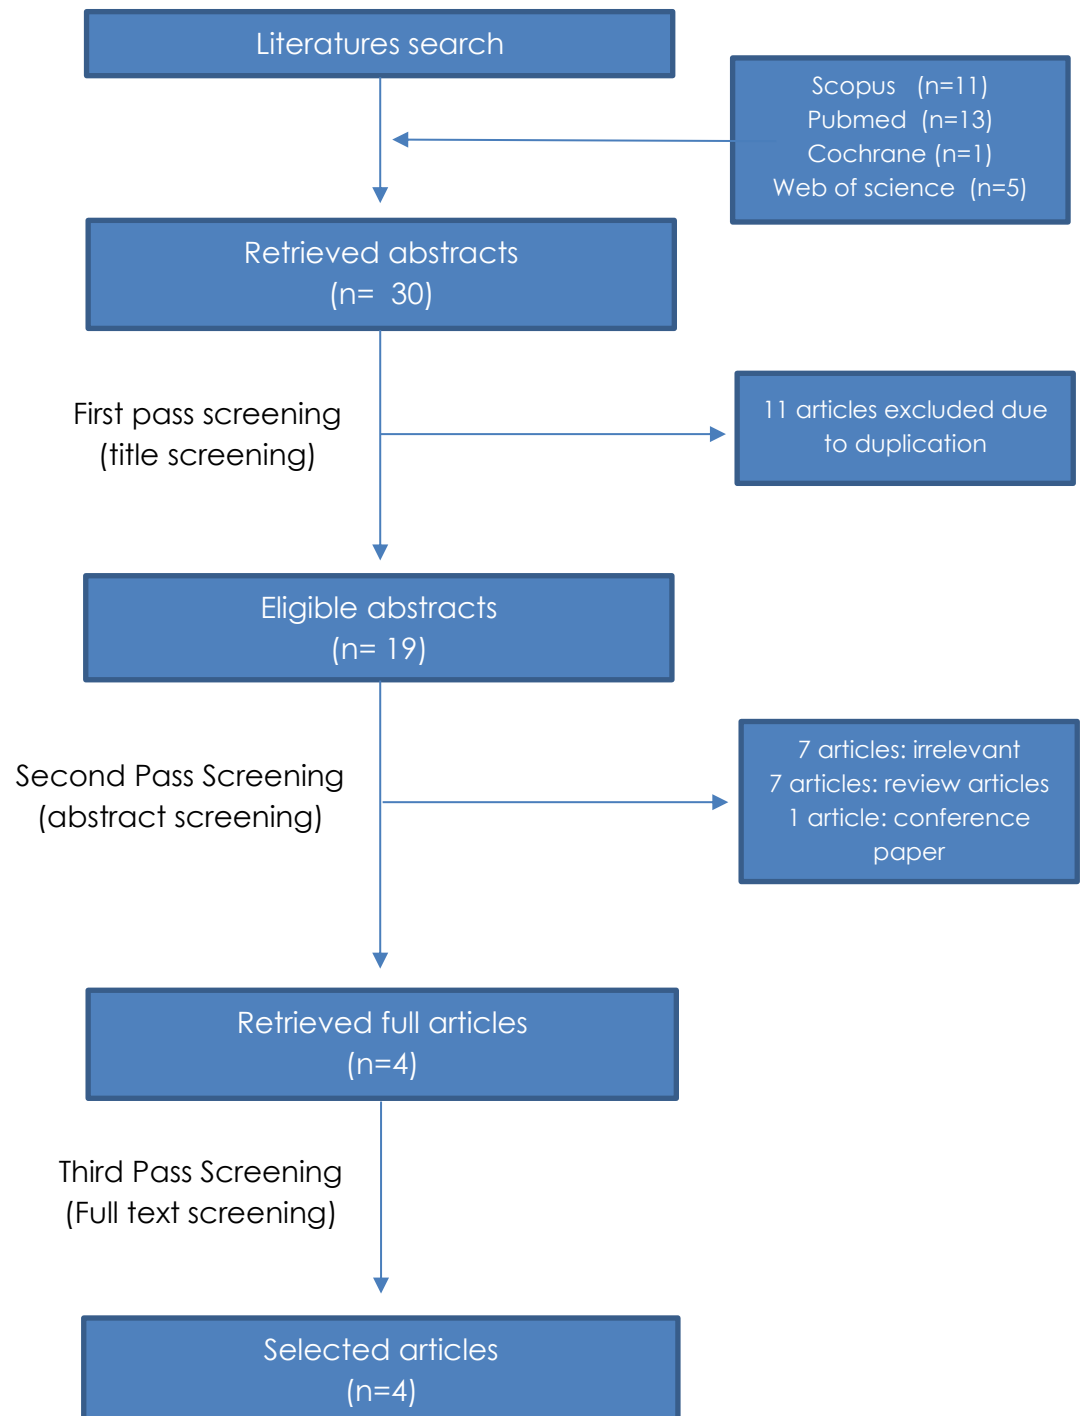 Literatures search
Scopus (n=11)
Pubmed (n=13)
Cochrane (n=1)
Web of science (n=5)
Retrieved abstracts
(n= 30)
First pass screening
(title screening)
11 articles excluded due
to duplication
Eligible abstracts
(n= 19)
Second Pass Screening
(abstract screening)
7 articles: irrelevant
7 articles: review articles
1 article: conference
paper
Retrieved full articles
(n=4)
Third Pass Screening
(Full text screening)
Selected articles
(n=4)